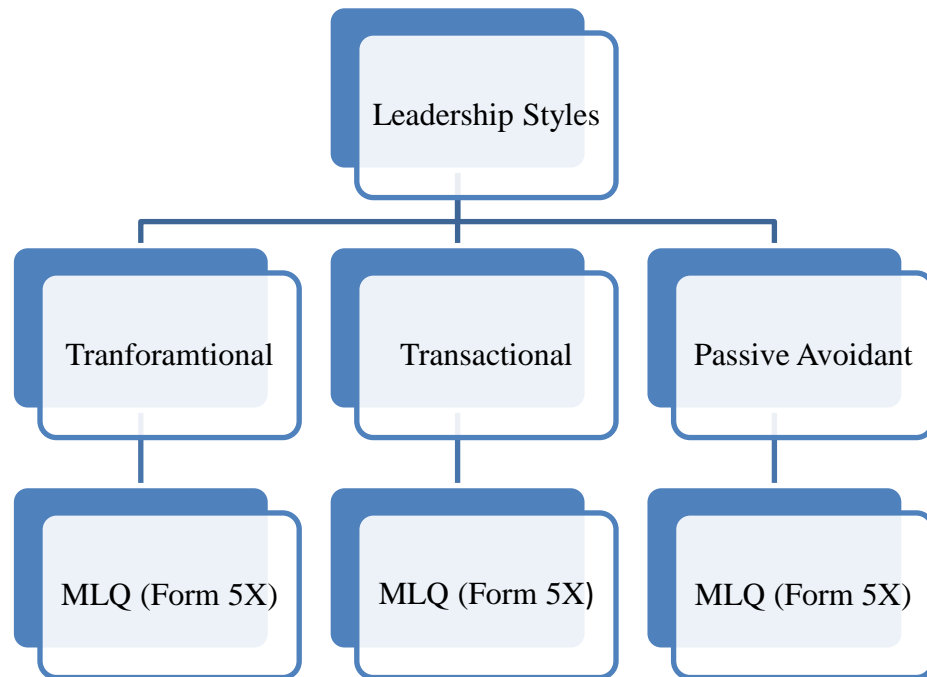 Leadership Styles
Tranforamtional
Transactional
Passive Avoidant
MLQ (Form 5X)
MLQ (Form 5X)
MLQ (Form 5X)